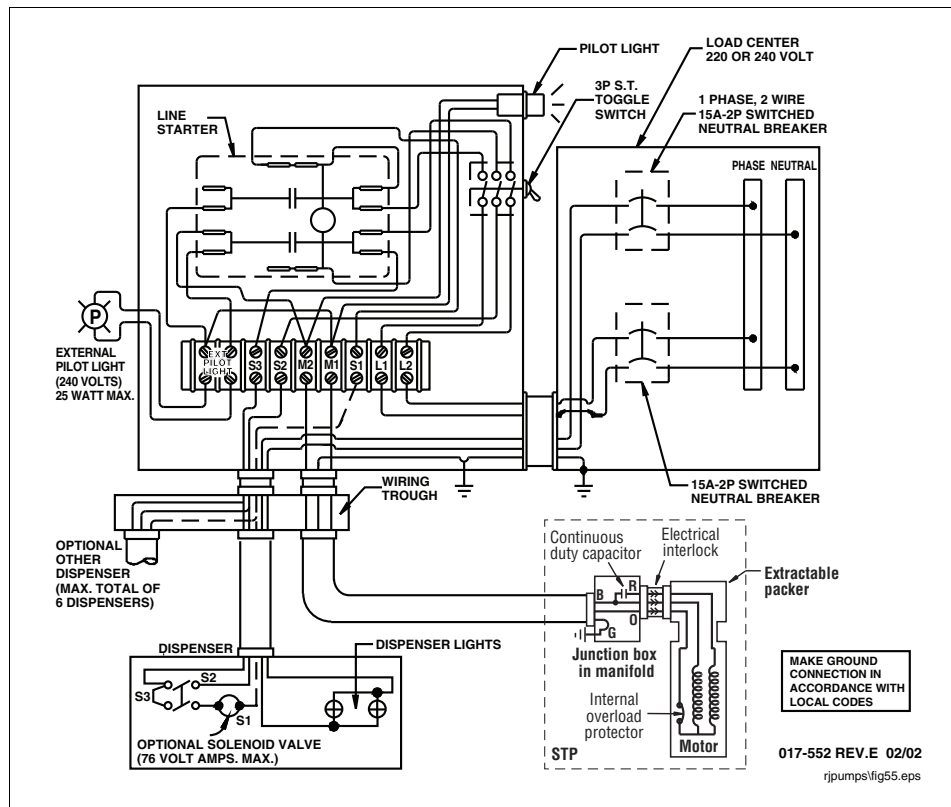 PILOT LIGHT
LOAD CENTER
220 OR 240 VOLT
3P S.T.
TOGGLE
SWITCH
1 PHASE, 2 WIRE
15A-2P SWITCHED
NEUTRAL BREAKER
LINE
STARTER
PHASE NEUTRAL
P
EXTERNAL
PILOT LIGHT
(240 VOLTS)
25 WATT MAX.
EXT
PILOT
LIGHT
S3 S2 M2 M1 S1 L1 L2
WIRING
TROUGH
15A-2P SWITCHED
NEUTRAL BREAKER
OPTIONAL
OTHER
DISPENSER
(MAX. TOTAL OF
6 DISPENSERS)
Continuous
duty capacitor
Electrical
interlock
Extractable
packer
B
R
O
G
Junction box
in manifold
DISPENSER
DISPENSER LIGHTS
S2
S3
S1
OPTIONAL SOLENOID VALVE
(76 VOLT AMPS. MAX.)
Internal
overload
protector
Motor
STP
MAKE GROUND
CONNECTION IN
ACCORDANCE WITH
LOCAL CODES
017-552 REV.E 02/02
rjpumps\fig55.eps